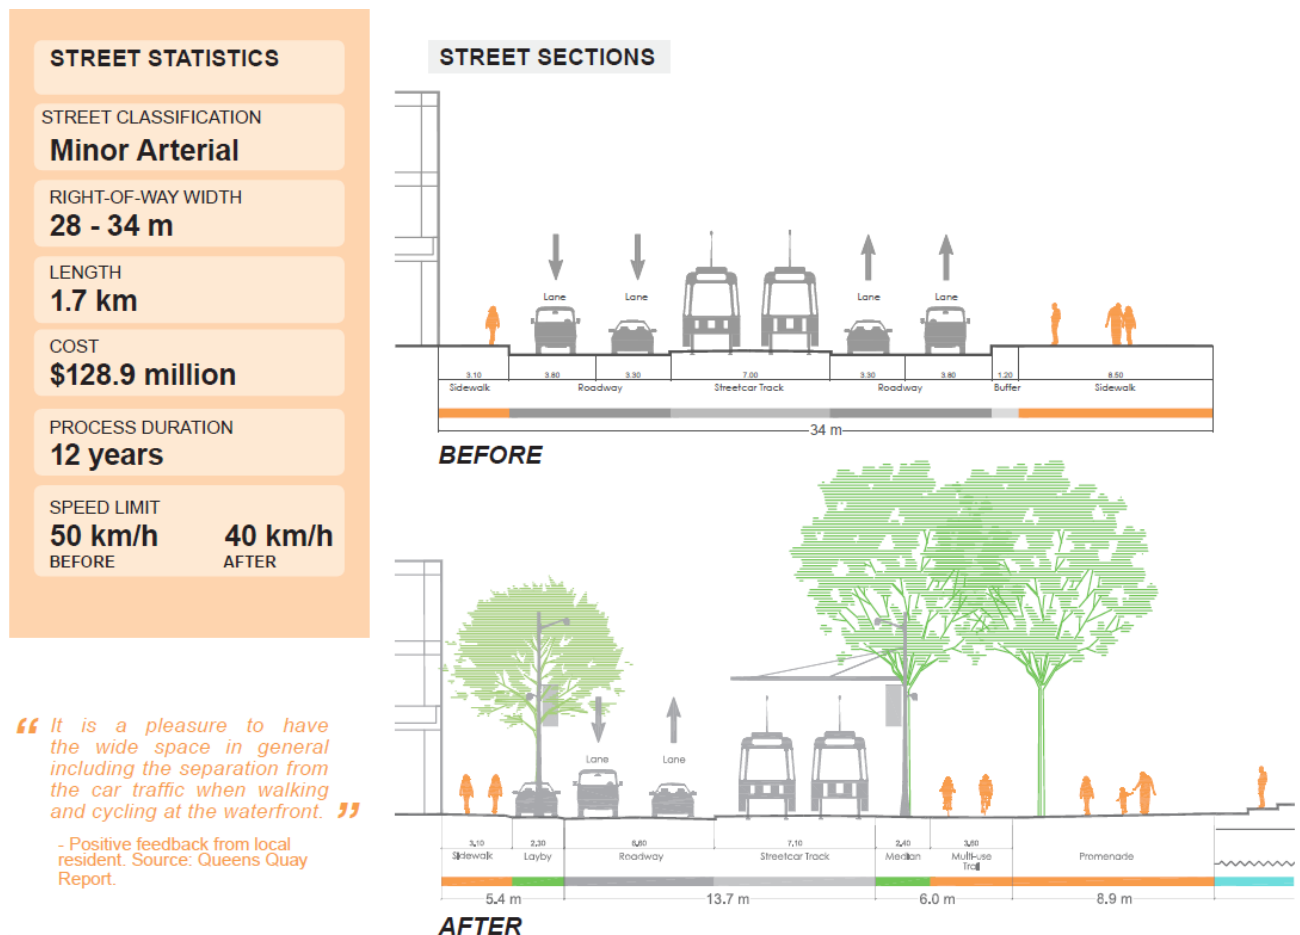 STREET STATISTICS
STREET CLASSIFICATION
Minor Arterial
RIGHT-OF-WAY WIDTH
28 - 34 m
LENGTH
1.7 km
COST
$128.9 million
PROCESS DURATION
12 years
SPEED LIMIT
50 km/h 40 km/h
BEFORE AFTER
“ It is a pleasure to have
the wide space in general
including the separation from
the car traffic when walking
and cycling at the waterfront. ”
- Positive feedback from local
resident. Source: Queens Quay
Report.
STREET SECTIONS
Lane Lane Lane Lane
3.10 3.80 3.30 7.00 3.30 3.80 1.20 8.50
Sidewalk Roadway Streetcar Track Roadway Buffer Sidewalk
34 m
BEFORE
Lane Lane
3,10 2,30 6,60 7,10 2,40 3,60
Sidewalk Layby Roadway Streetcar Track Median Multi-use Promenade
Trail
5.4 m 13.7 m 6.0 m 8.9 m
AFTER